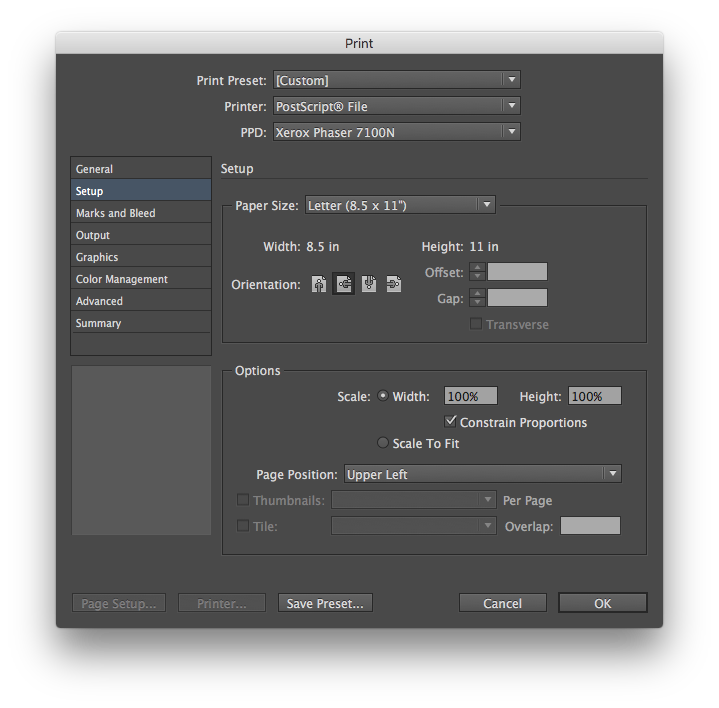 Print
Print Preset: [Custom]
Printer: PostScript® File
PPD: Xerox Phaser 7100N
General
Setup
Marks and Bleed
Output
Graphics
Color Management
Advanced
Summary
Setup
Paper Size: Letter (8.5 x 11")
Width: 8.5 in Height: 11 in
Orientation: Offset:
Gap:
Transverse
Options
Scale: Width: 100% Height: 100%
Constrain Proportions
Scale To Fit
Page Position: Upper Left
Thumbnails: Per Page
Tile: Overlap:
Page Setup... Printer... Save Preset... Cancel OK